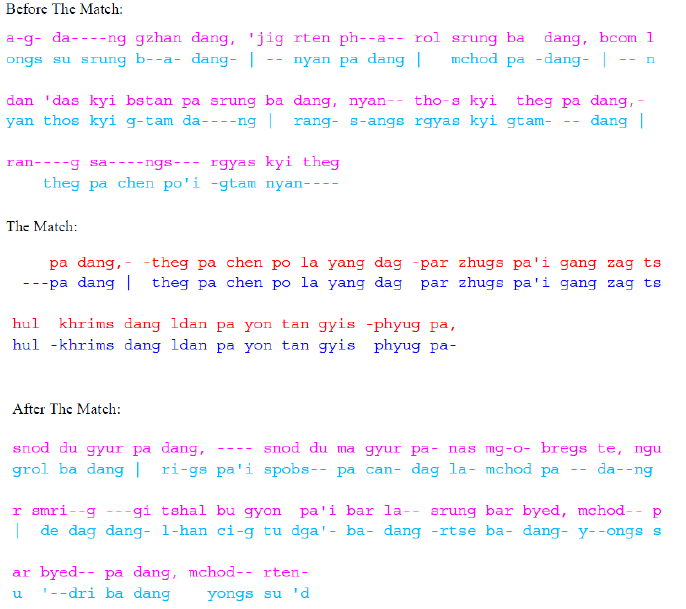 Before The Match:
a-g- da----ng gzhan dang, 'jig rten ph--a-- rol srung ba  dang, bcom l
ongs su srung b--a- dang- | -- nyan pa dang |   mchod pa -dang- | -- n
dan 'das kyi bstan pa srung ba dang, nyan-- tho-s kyi  theg pa dang,-
yan thos kyi g-tam da----ng |  rang- s-angs rgyas kyi gtam- -- dang |
ran----g sa----ngs--- rgyas kyi theg
theg pa chen po'i -gtam nyan----
The Match:
pa dang,- -theg pa chen po la yang dag -par zhugs pa'i gang zag ts
---pa dang |  theg pa chen po la yang dag  par zhugs pa'i gang zag ts
hul  khrims dang ldan pa yon tan gyis -phyug pa,
hul -khrims dang ldan pa yon tan gyis  phyug pa-
After The Match:
snod du gyur pa dang, ---- snod du ma gyur pa- nas mg-o- bregs te, ngu
grol ba dang |  ri-gs pa'i spobs-- pa can- dag la- mchod pa -- da--ng
r smri--g ---gi tshal bu gyon  pa'i bar la-- srung bar byed, mchod-- p
|  de dag dang- l-han ci-g tu dga'- ba- dang -rtse ba- dang- y--ongs s
ar byed-- pa dang, mchod-- rten-
u  '--dri ba dang    yongs su 'd